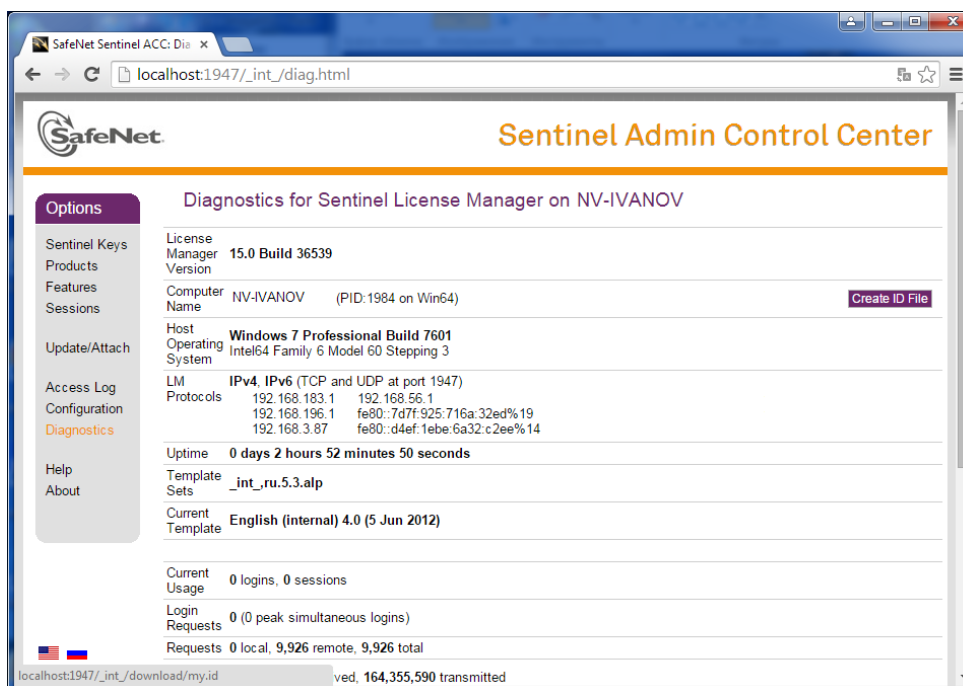 SafeNet Sentinel ACC: Dia
localhost:1947/_int_/diag.html
SafeNet.
Sentinel Admin Control Center
Options
Sentinel Keys
Products
Features
Sessions
Update/Attach
Access Log
Configuration
Diagnostics
Help
About
Diagnostics for Sentinel License Manager on NV-IVANOV
License Manager Version 15.0 Build 36539
Computer Name NV-IVANOV (PID:1984 on Win64) Create ID File
Host Operating System Windows 7 Professional Build 7601
Intel64 Family 6 Model 60 Stepping 3
LM Protocols IPv4, IPv6 (TCP and UDP at port 1947)
192.168.183.1 192.168.56.1
192.168.196.1 fe80::7d7f:925:716a:32ed%19
192.168.3.87 fe80::d4ef:1ebe:6a32:c2ee%14
Uptime 0 days 2 hours 52 minutes 50 seconds
Template Sets _int_,ru.5.3.alp
Current Template English (internal) 4.0 (5 Jun 2012)
Current Usage 0 logins, 0 sessions
Login Requests 0 (0 peak simultaneous logins)
Requests 0 local, 9,926 remote, 9,926 total
ved, 164,355,590 transmitted
localhost:1947/_int_/download/my.id